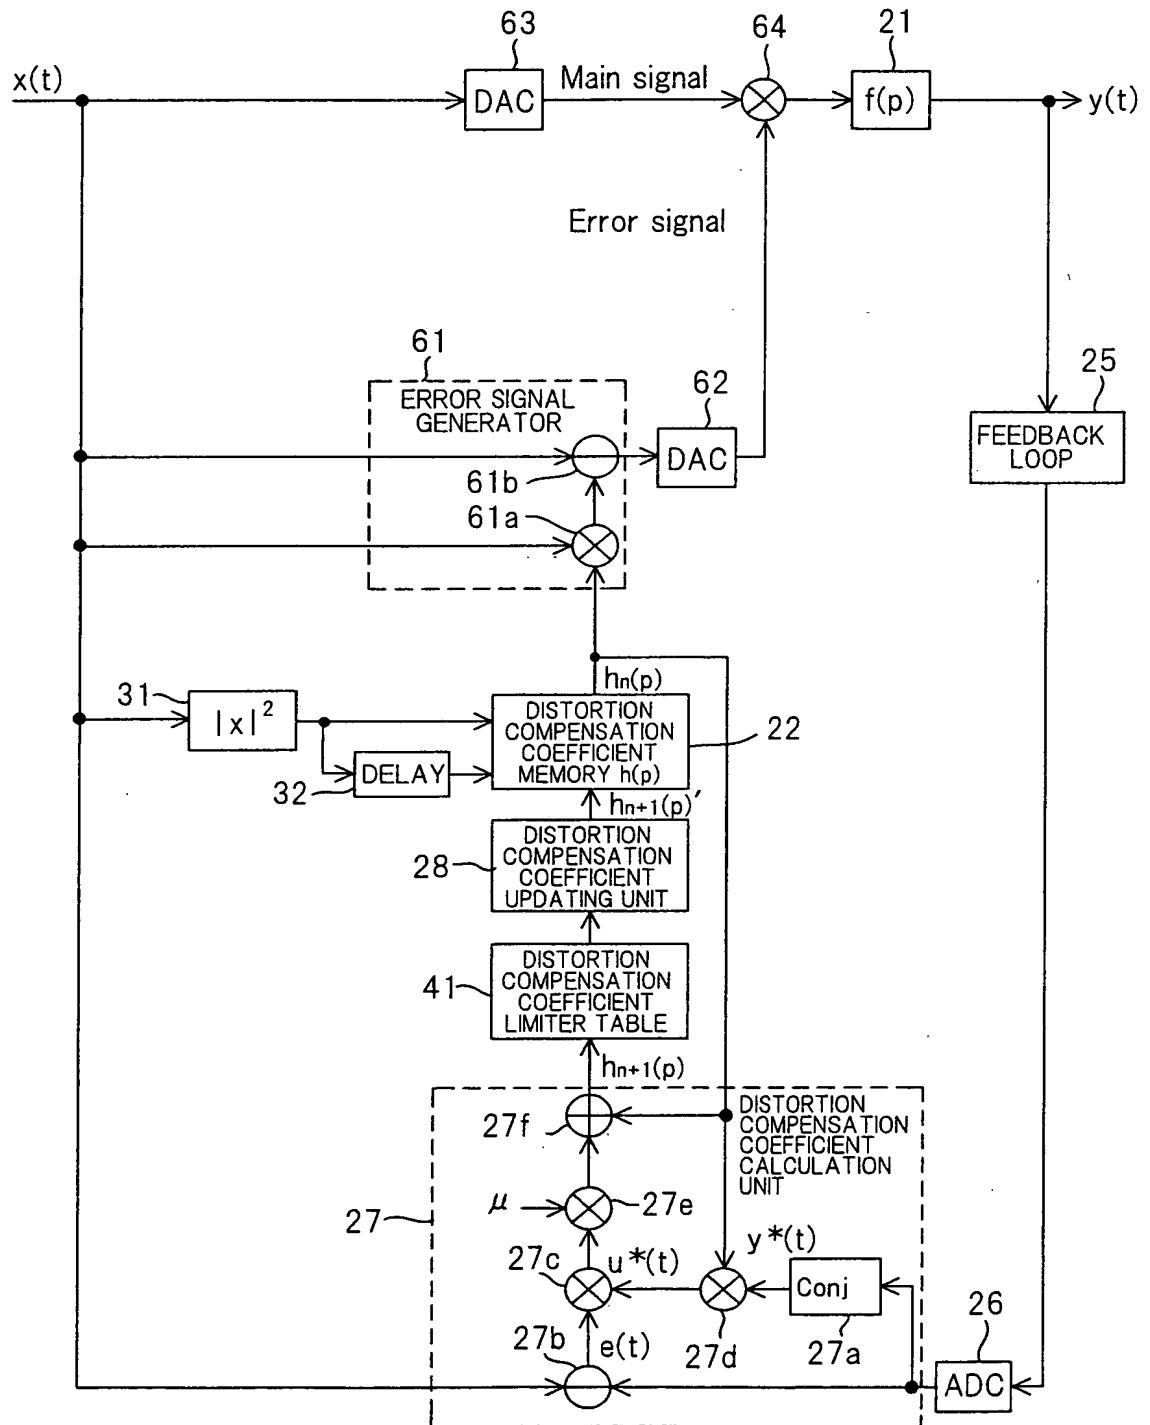 63
64
21
x(t)
DAC
Main signal
f(p)
y(t)
Error signal
61
ERROR SIGNAL
GENERATOR
62
DAC
25
FEEDBACK
LOOP
61b
61a
hn(p)
31
|x|²
DISTORTION
COMPENSATION
COEFFICIENT
MEMORY h(p)
22
DELAY
32
hn+1(p)′
28
DISTORTION
COMPENSATION
COEFFICIENT
UPDATING UNIT
41
DISTORTION
COMPENSATION
COEFFICIENT
LIMITER TABLE
hn+1(p)
27f
DISTORTION
COMPENSATION
COEFFICIENT
CALCULATION
UNIT
27
μ
27e
27c
u*(t)
y*(t)
Conj
27d
27a
27b
e(t)
26
ADC